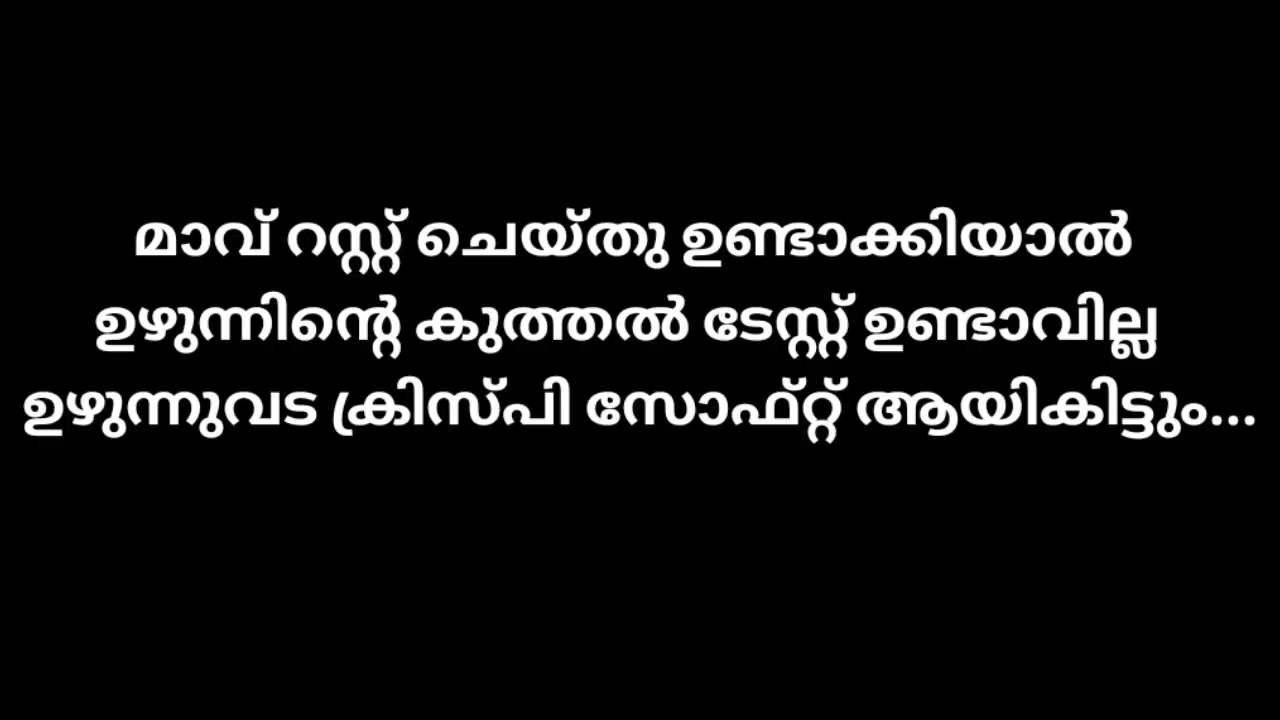 മാവ് റസ്റ്റ് ചെയ്തു ഉണ്ടാക്കിയാൽ
ഉഴുന്നിന്റെ കുത്തൽ ടേസ്റ്റ് ഉണ്ടാവില്ല
ഉഴുന്നുവട ക്രിസ്പി സോഫ്റ്റ് ആയികിട്ടും...